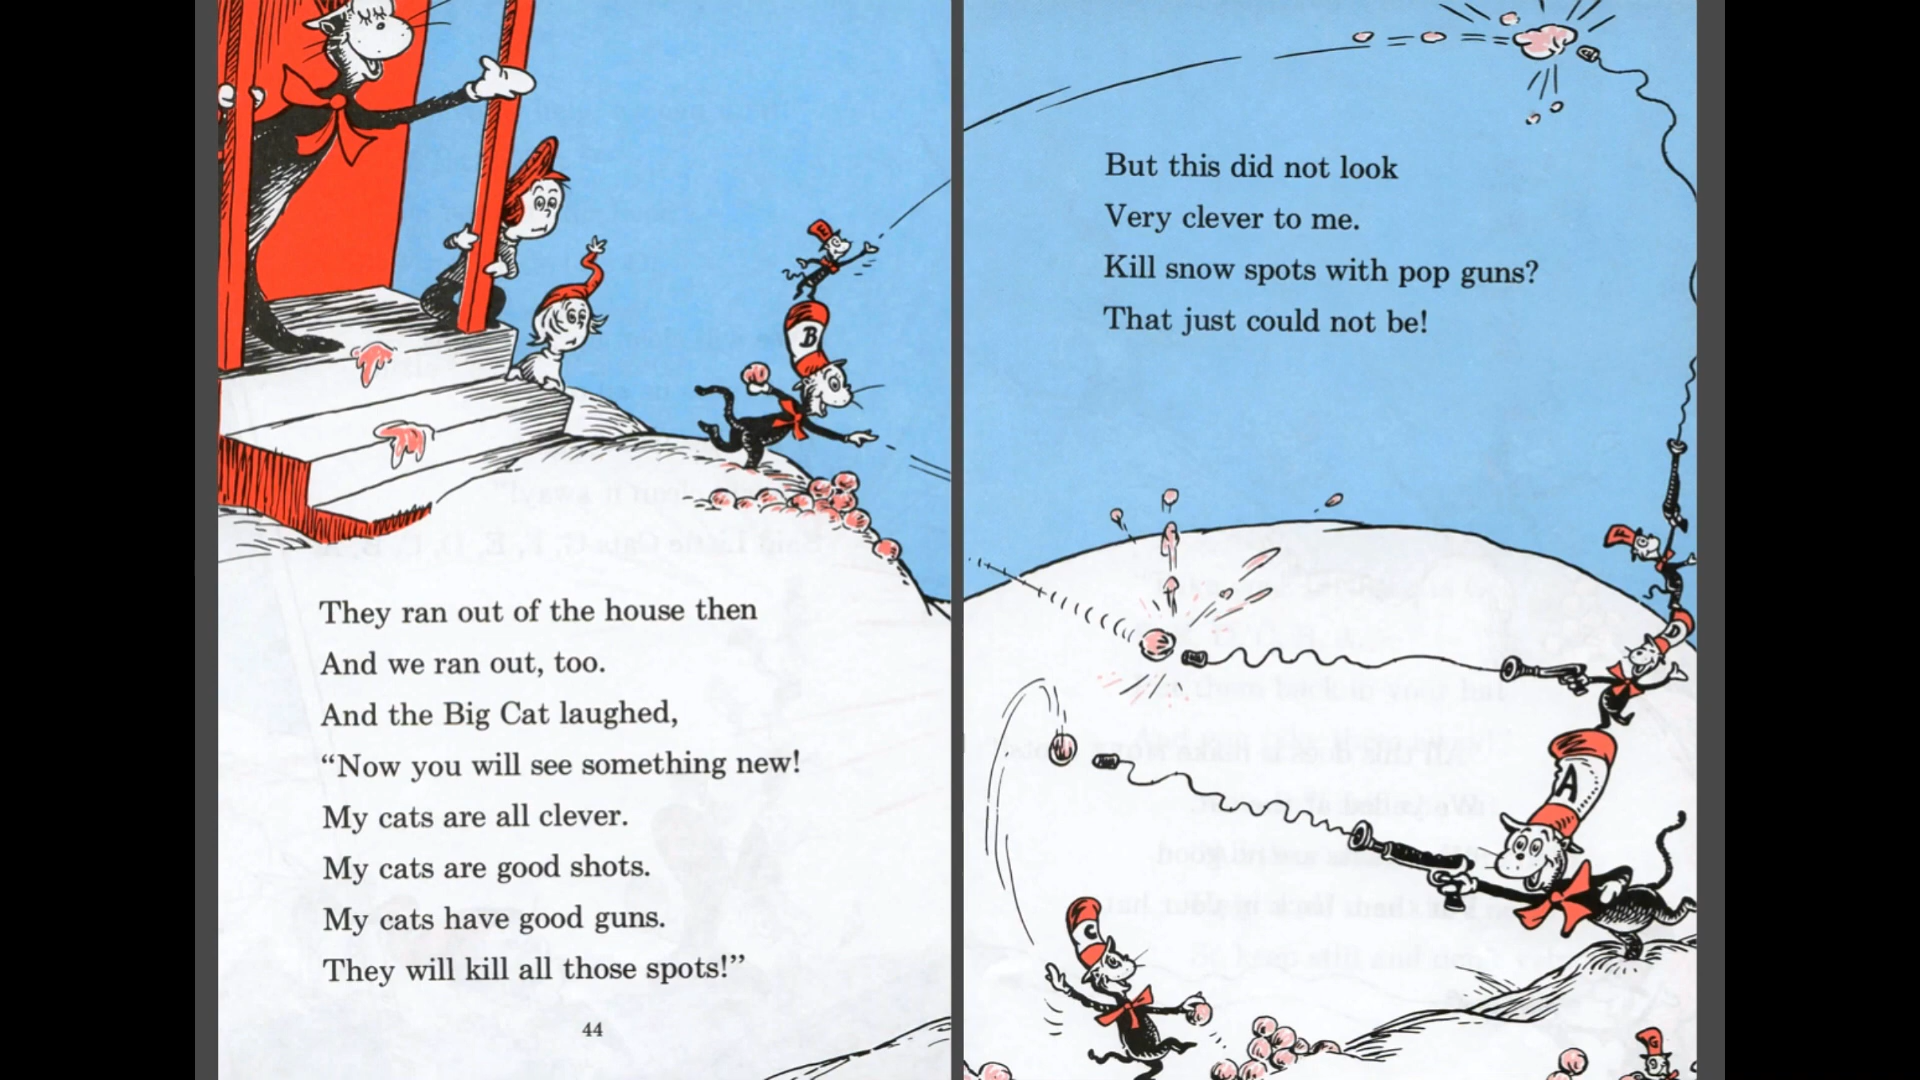 They ran out of the house then
And we ran out, too.
And the Big Cat laughed,
“Now you will see something new!
My cats are all clever.
My cats are good shots.
My cats have good guns.
They will kill all those spots!”
44
E
B
But this did not look
Very clever to me.
Kill snow spots with pop guns?
That just could not be!
F
D
A
C
G